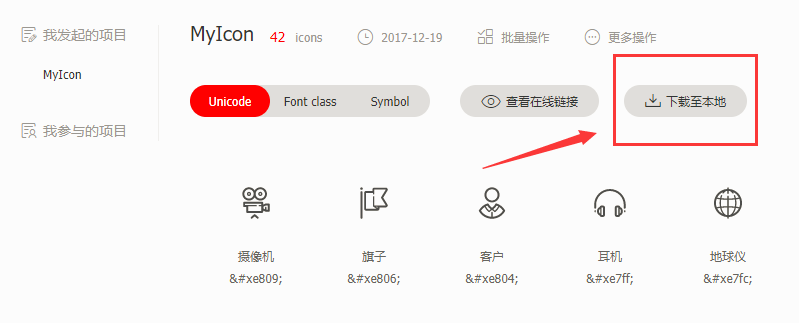 我发起的项目
MyIcon
我参与的项目
MyIcon 42 icons 2017-12-19 批量操作 更多操作
Unicode Font class Symbol 查看在线链接 下载至本地
摄像机 旗子 客户 耳机 地球仪
&#xe809; &#xe806; &#xe804; &#xe7ff; &#xe7fc;